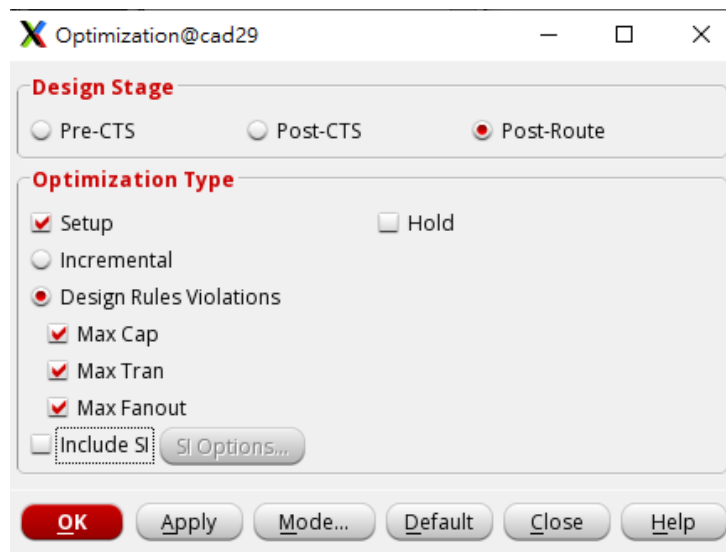 Optimization@cad29
Design Stage
Pre-CTS Post-CTS Post-Route
Optimization Type
Setup Hold
Incremental
Design Rules Violations
Max Cap
Max Tran
Max Fanout
Include SI SI Options...
OK Apply Mode... Default Close Help